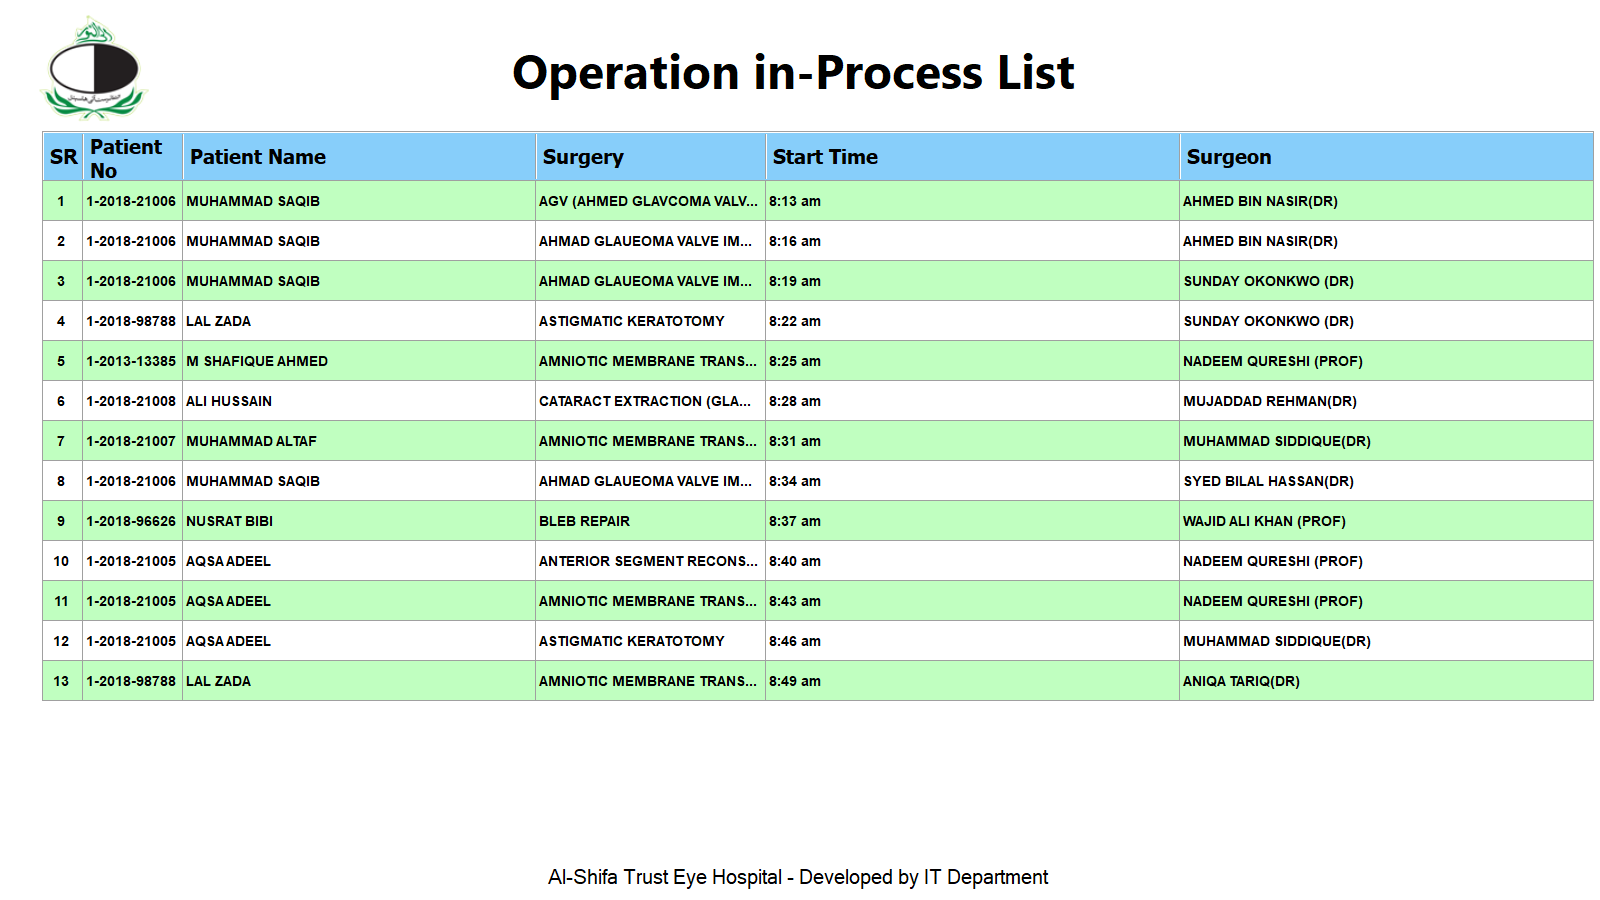 Operation in-Process List
SR Patient No Patient Name Surgery Start Time Surgeon
1 1-2018-21006 MUHAMMAD SAQIB AGV (AHMED GLAVCOMA VALV... 8:13 am AHMED BIN NASIR(DR)
2 1-2018-21006 MUHAMMAD SAQIB AHMAD GLAUEOMA VALVE IM... 8:16 am AHMED BIN NASIR(DR)
3 1-2018-21006 MUHAMMAD SAQIB AHMAD GLAUEOMA VALVE IM... 8:19 am SUNDAY OKONKWO (DR)
4 1-2018-98788 LAL ZADA ASTIGMATIC KERATOTOMY 8:22 am SUNDAY OKONKWO (DR)
5 1-2013-13385 M SHAFIQUE AHMED AMNIOTIC MEMBRANE TRANS... 8:25 am NADEEM QURESHI (PROF)
6 1-2018-21008 ALI HUSSAIN CATARACT EXTRACTION (GLA... 8:28 am MUJADDAD REHMAN(DR)
7 1-2018-21007 MUHAMMAD ALTAF AMNIOTIC MEMBRANE TRANS... 8:31 am MUHAMMAD SIDDIQUE(DR)
8 1-2018-21006 MUHAMMAD SAQIB AHMAD GLAUEOMA VALVE IM... 8:34 am SYED BILAL HASSAN(DR)
9 1-2018-96626 NUSRAT BIBI BLEB REPAIR 8:37 am WAJID ALI KHAN (PROF)
10 1-2018-21005 AQSA ADEEL ANTERIOR SEGMENT RECONS... 8:40 am NADEEM QURESHI (PROF)
11 1-2018-21005 AQSA ADEEL AMNIOTIC MEMBRANE TRANS... 8:43 am NADEEM QURESHI (PROF)
12 1-2018-21005 AQSA ADEEL ASTIGMATIC KERATOTOMY 8:46 am MUHAMMAD SIDDIQUE(DR)
13 1-2018-98788 LAL ZADA AMNIOTIC MEMBRANE TRANS... 8:49 am ANIQA TARIQ(DR)
Al-Shifa Trust Eye Hospital - Developed by IT Department